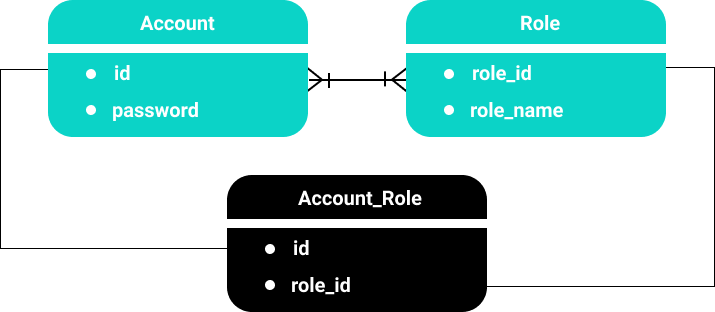 Account
id
password
Role
role_id
role_name
Account_Role
id
role_id